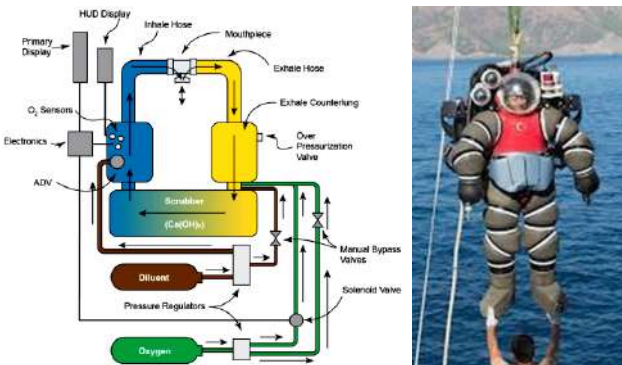 HUD Display
Inhale Hose
Mouthpiece
Primary
Display
Exhale Hose
O₂ Sensors
Exhale Counterlung
Electronics
Over
Pressurization
Valve
ADV
Scrubber
(Ca(OH)₂)
Manual Bypass
Valves
Diluent
Pressure Regulators
Solenoid Valve
Oxygen